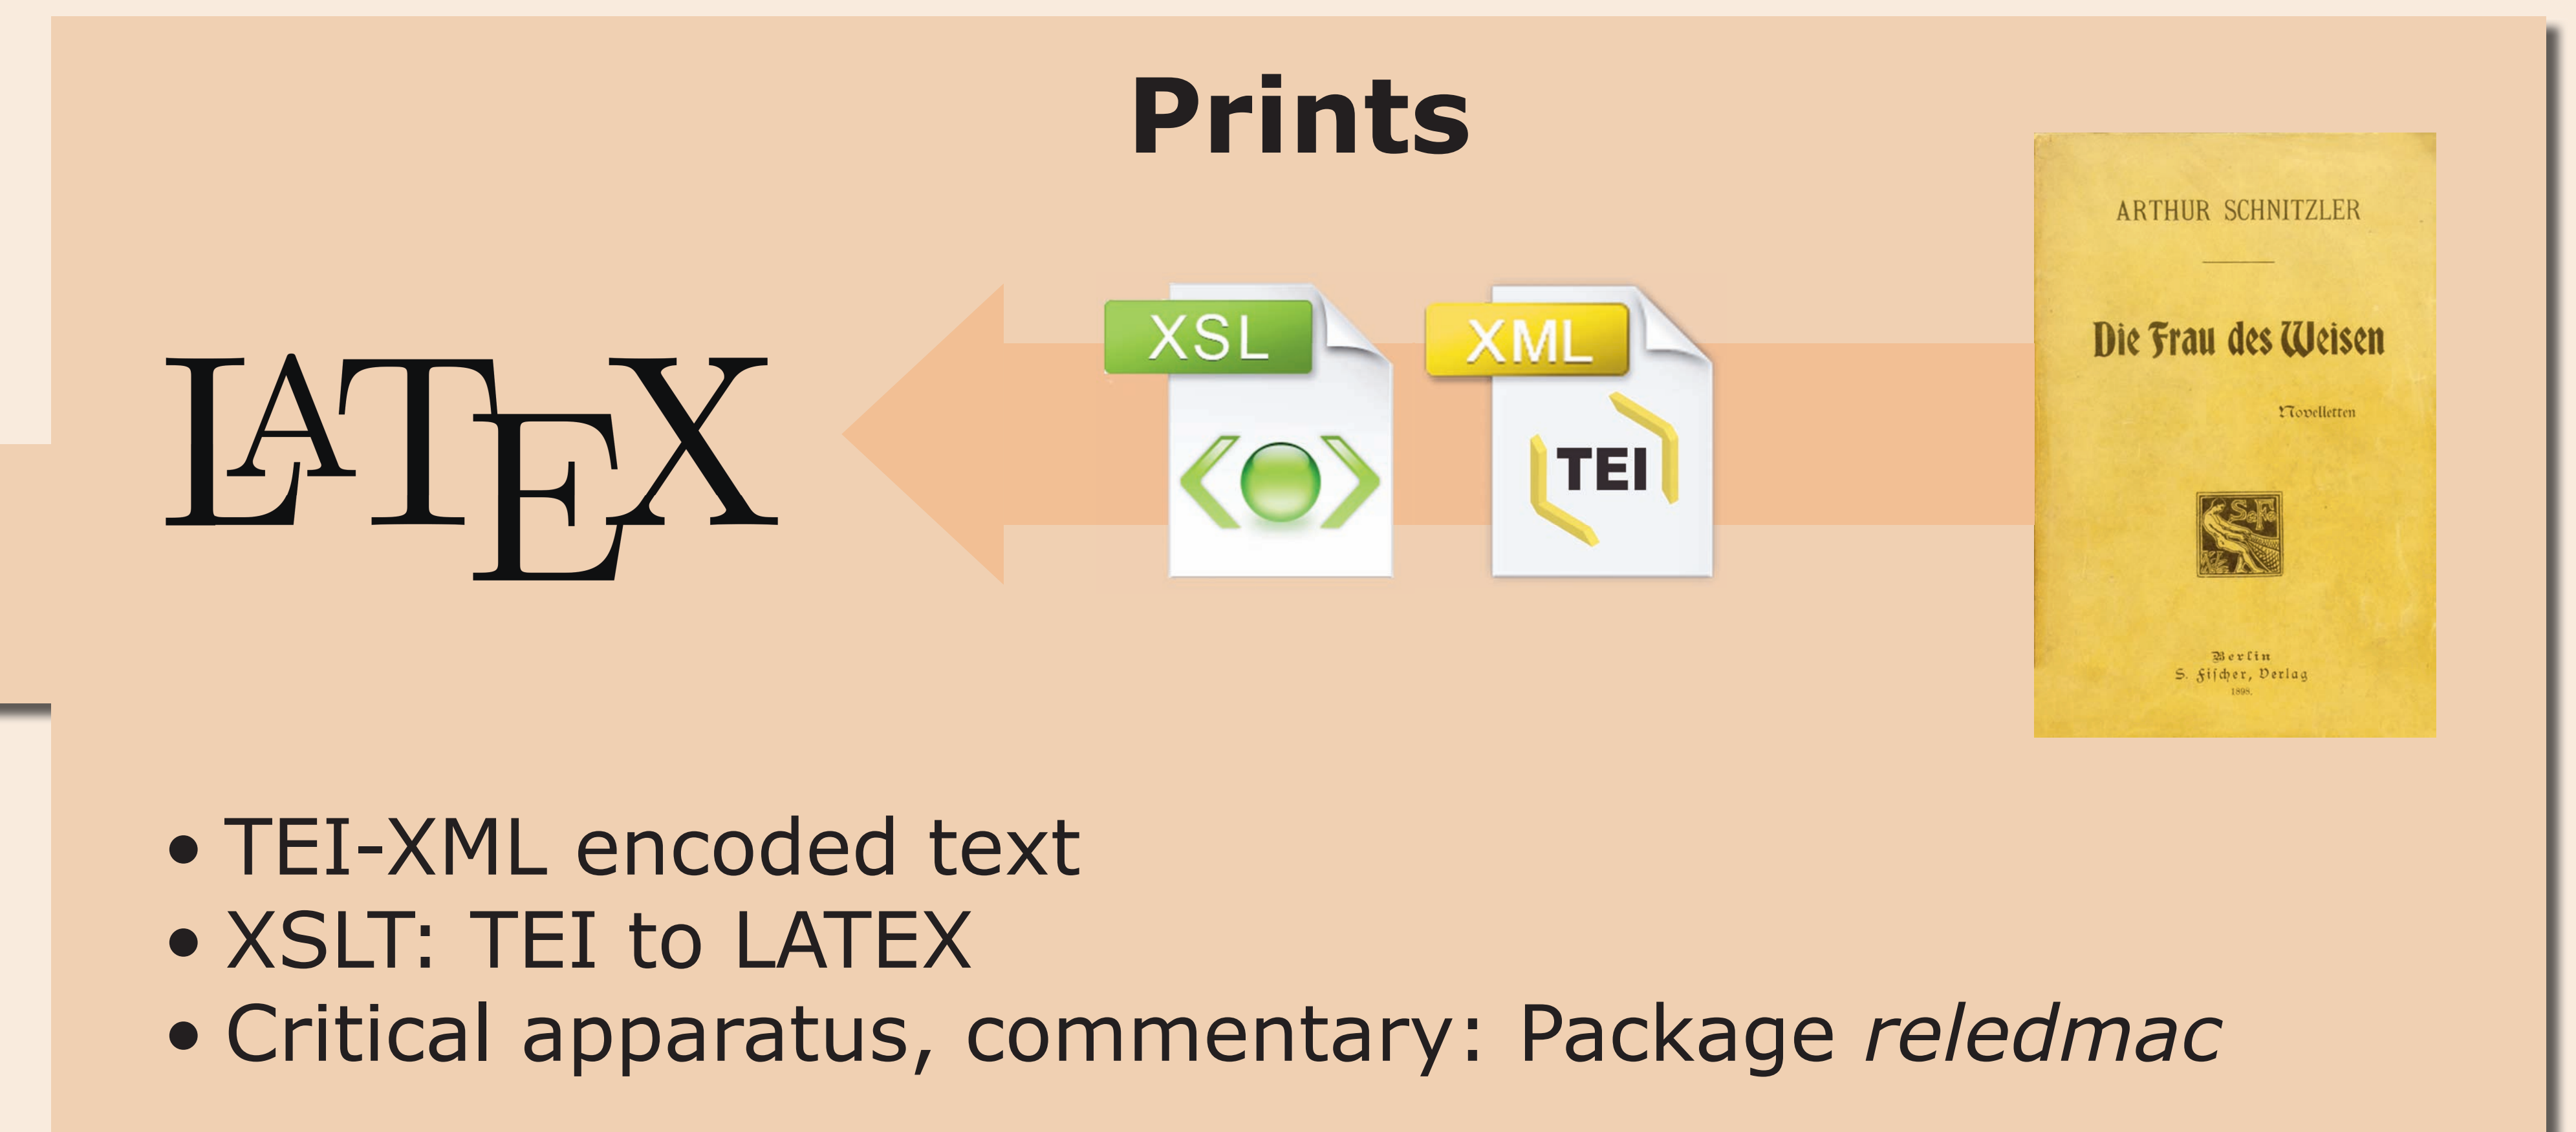 Prints
LATEX
XSL
XML
TEI
ARTHUR SCHNITZLER
Die Frau des Weisen
Novelletten
S. F.
Berlin
S. Fiſcher, Verlag
1898.
• TEI-XML encoded text
• XSLT: TEI to LATEX
• Critical apparatus, commentary: Package reledmac